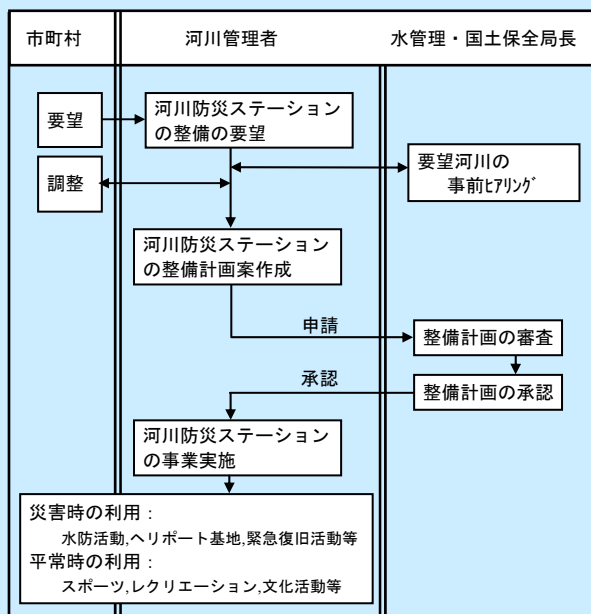 市町村
河川管理者
水管理・国土保全局長
要望
河川防災ステーション
の整備の要望
要望河川の
事前ﾋｱﾘﾝｸﾞ
調整
河川防災ステーション
の整備計画案作成
申請
整備計画の審査
承認
整備計画の承認
河川防災ステーション
の事業実施
災害時の利用：
水防活動,ヘリポート基地,緊急復旧活動等
平常時の利用：
スポーツ,レクリエーション,文化活動等